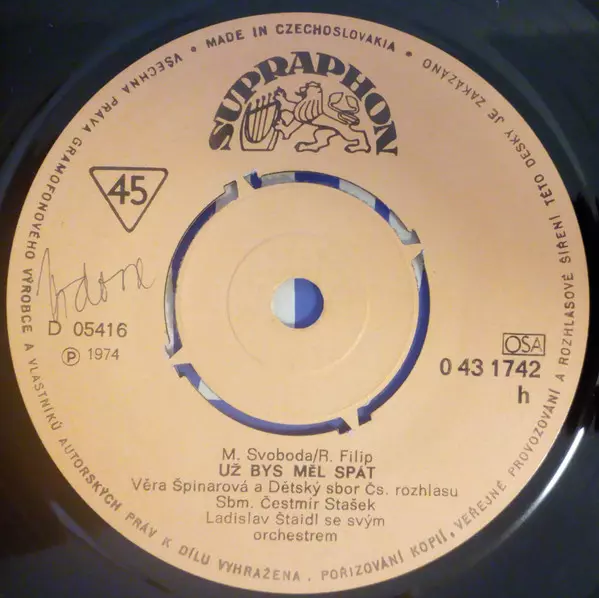 VŠECHNA PRÁVA GRAMOFONOVÉHO VÝROBCE A VLASTNÍKŮ AUTORSKÝCH PRÁV K DÍLU VYHRAŽENA. POŘIZOVÁNÍ KOPIÍ, VEŘEJNÉ PROVOZOVÁNÍ A ROZHLASOVÉ ŠÍŘENÍ TÉTO DESKY JE ZAKÁZÁNO
• MADE IN CZECHOSLOVAKIA •
SUPRAPHON
45
D 05416
Ⓟ 1974
OSA
0 43 1742
h
M. Svoboda/R. Filip
UŽ BYS MĚL SPÁT
Věra Špinarová a Dětský sbor Čs. rozhlasu
Sbm. Čestmír Stašek
Ladislav Štaidl se svým
orchestrem